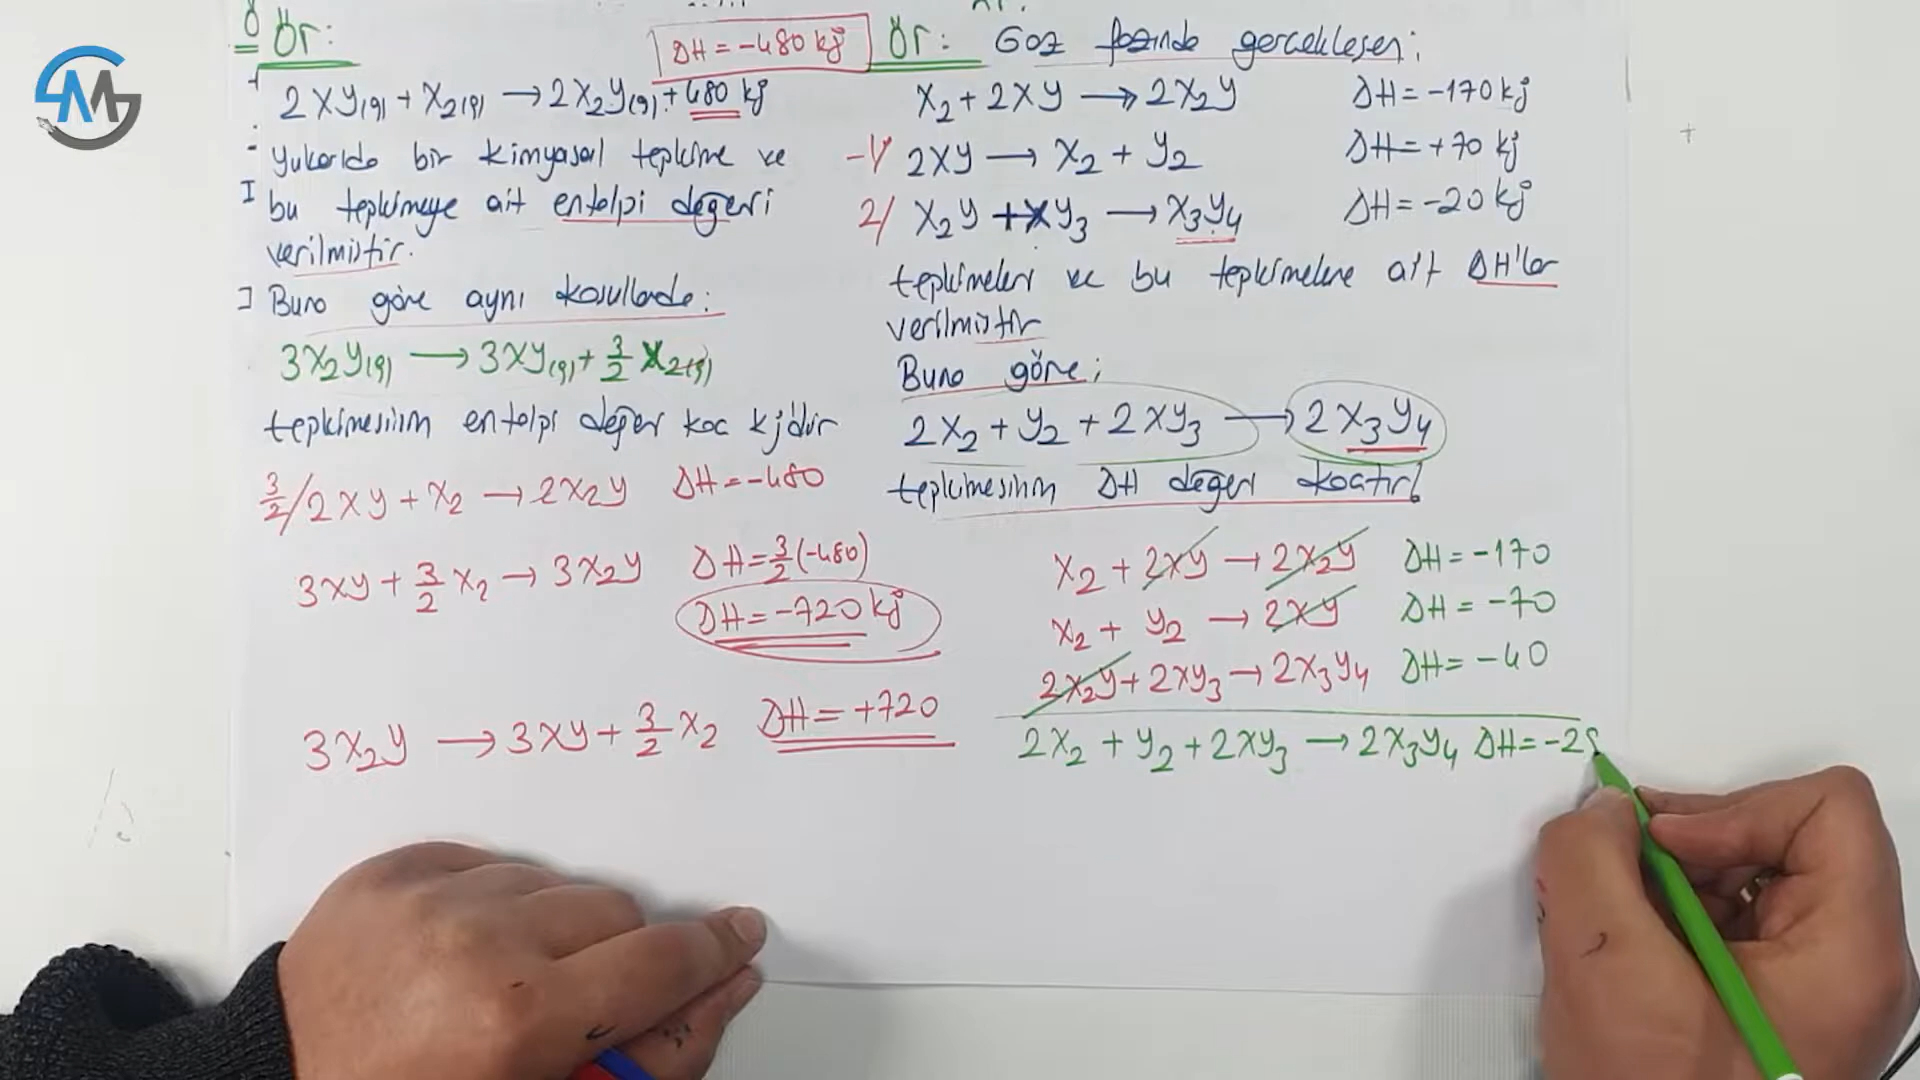 Ör:
ΔH = -480 kj
2XY(g) + X2(g) → 2X2Y(g) + 480 kj
yukarıda bir kimyasal tepkime ve
bu tepkimeye ait entalpi değeri
verilmiştir.
Buna göre aynı koşullarda:
3X2Y(g) → 3XY(g) + 3/2 X2(g)
tepkimesinin entalpi değer kaç kj'dür
3/2 / 2XY + X2 → 2X2Y ΔH = -480
3XY + 3/2 X2 → 3X2Y ΔH = 3/2 (-480)
ΔH = -720 kj
3X2Y → 3XY + 3/2 X2 ΔH = +720
Ör: Gaz fazında gerçekleşen;
X2 + 2XY → 2X2Y ΔH = -170 kj
-1/ 2XY → X2 + Y2 ΔH = +70 kj
2/ X2Y + XY3 → X3Y4 ΔH = -20 kj
tepkimeleri ve bu tepkimelere ait ΔH'lar
verilmiştir
Buna göre;
2X2 + Y2 + 2XY3 → 2X3Y4
tepkimesinin ΔH değeri kaçtır!
X2 + 2XY → 2X2Y ΔH = -170
X2 + Y2 → 2XY ΔH = -70
2X2Y + 2XY3 → 2X3Y4 ΔH = -40
2X2 + Y2 + 2XY3 → 2X3Y4 ΔH = -28